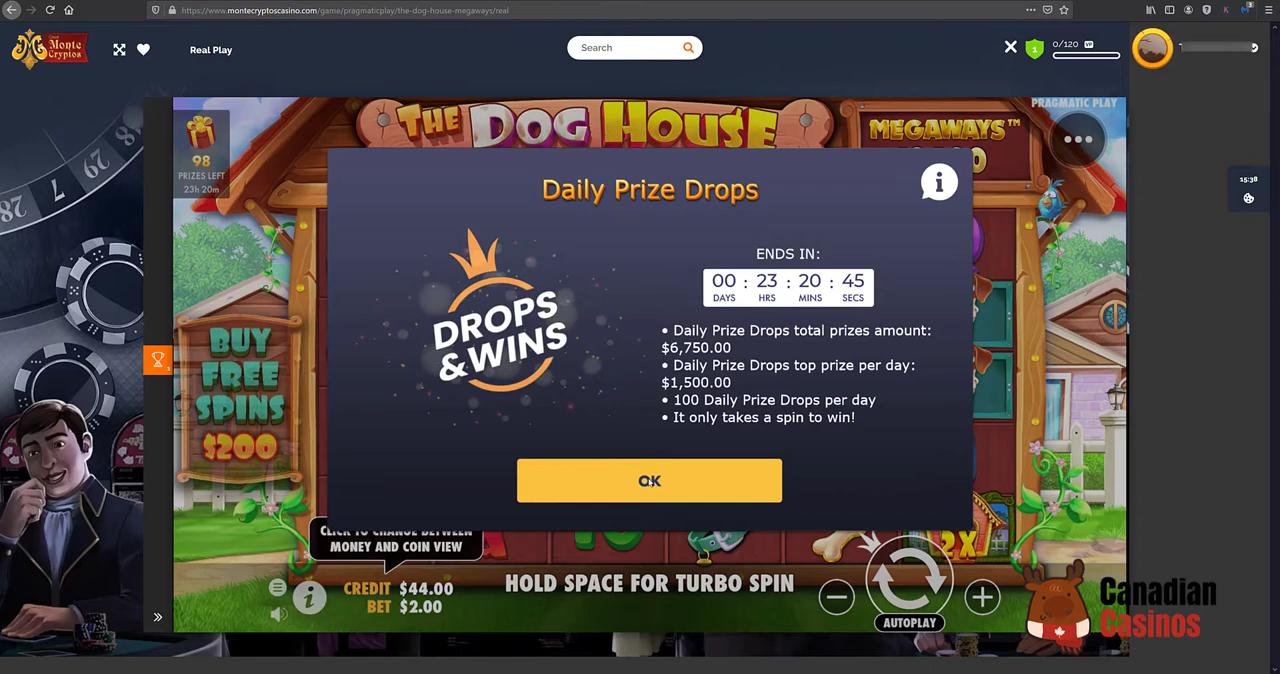 https://www.montecryptoscasino.com/game/pragmaticplay/the-dog-house-megaways/real
3
Monte
Cryptos
Real Play
Search
1
0/120 VP
PRAGMATIC PLAY
THE DOG HOUSE
MEGAWAYS™
98
PRIZES LEFT
23h 20m
Daily Prize Drops
i
15:38
ENDS IN:
00 : 23 : 20 : 45
DAYS HRS MINS SECS
DROPS
&WINS
• Daily Prize Drops total prizes amount:
$6,750.00
• Daily Prize Drops top prize per day:
$1,500.00
• 100 Daily Prize Drops per day
• It only takes a spin to win!
BUY
FREE
SPINS
$200
OK
CLICK TO CHANGE BETWEEN
MONEY AND COIN VIEW
2X
CREDIT $44.00
BET $2.00
HOLD SPACE FOR TURBO SPIN
AUTOPLAY
Canadian
Casinos